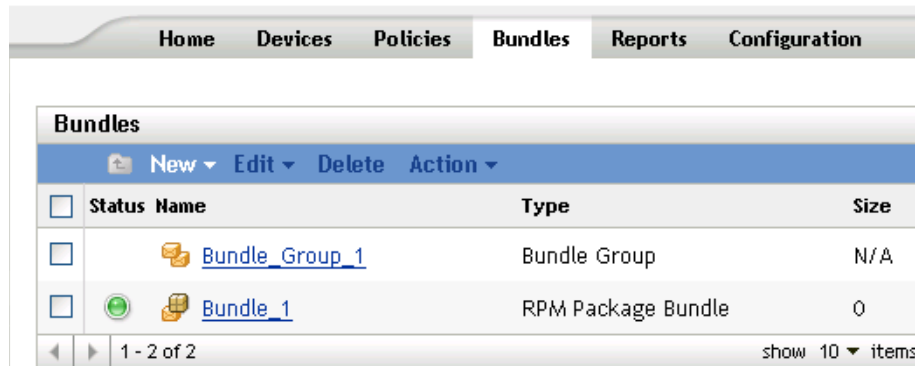 Home Devices Policies Bundles Reports Configuration
Bundles
New Edit Delete Action
Status Name Type Size
Bundle_Group_1 Bundle Group N/A
Bundle_1 RPM Package Bundle 0
1 - 2 of 2 show 10 items